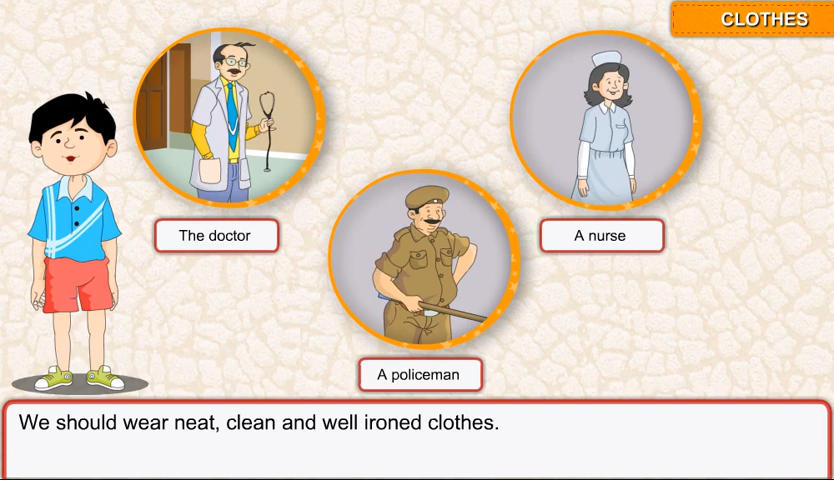 CLOTHES
The doctor
A nurse
A policeman
We should wear neat, clean and well ironed clothes.